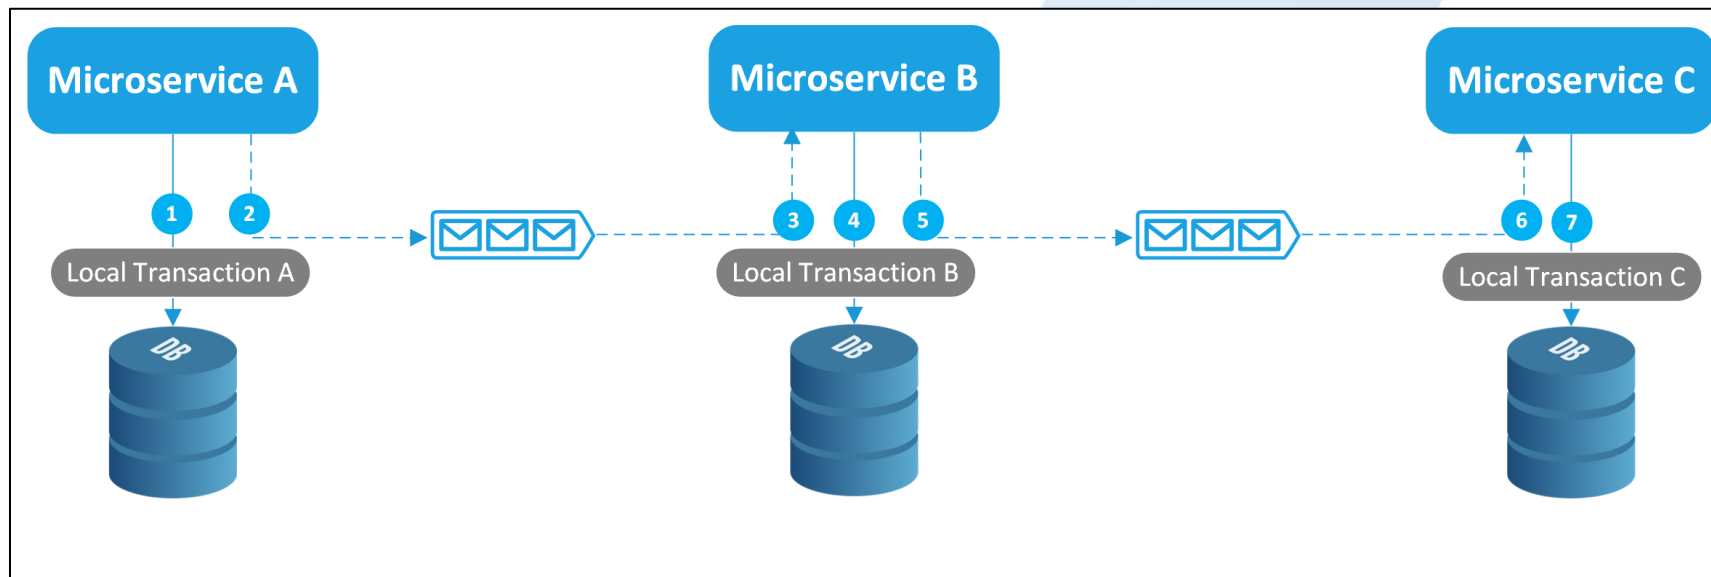 Microservice A
Microservice B
Microservice C
1
2
3
4
5
6
7
Local Transaction A
Local Transaction B
Local Transaction C
DB
DB
DB